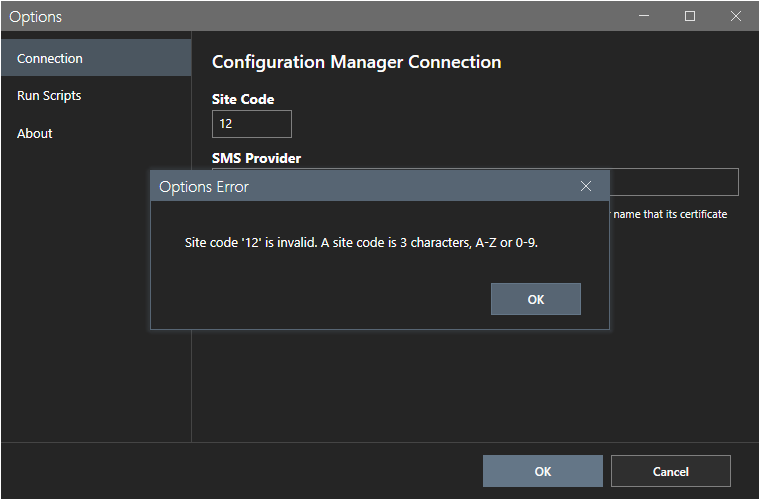 Options
Connection
Run Scripts
About
Configuration Manager Connection
Site Code
12
SMS Provider
name that its certificate
Options Error
Site code '12' is invalid. A site code is 3 characters, A-Z or 0-9.
OK
OK
Cancel